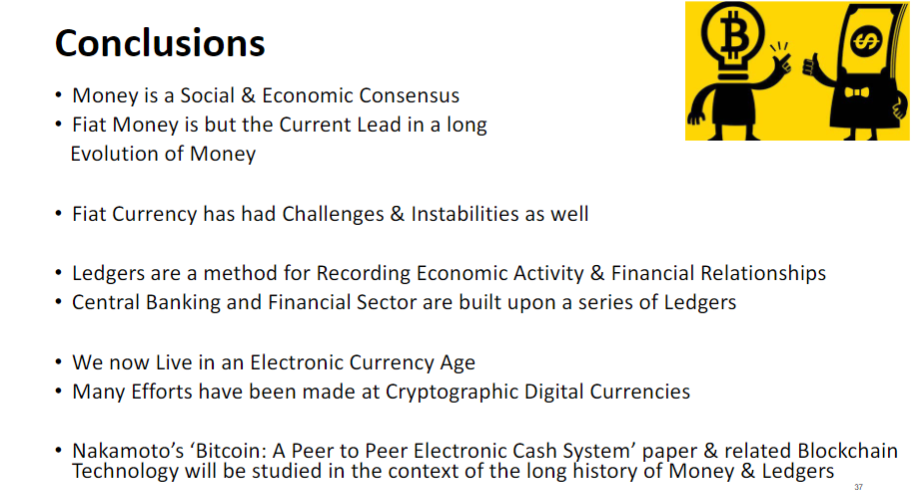 Conclusions
• Money is a Social & Economic Consensus
• Fiat Money is but the Current Lead in a long
Evolution of Money
• Fiat Currency has had Challenges & Instabilities as well
• Ledgers are a method for Recording Economic Activity & Financial Relationships
• Central Banking and Financial Sector are built upon a series of Ledgers
• We now Live in an Electronic Currency Age
• Many Efforts have been made at Cryptographic Digital Currencies
• Nakamoto’s ‘Bitcoin: A Peer to Peer Electronic Cash System’ paper & related Blockchain
Technology will be studied in the context of the long history of Money & Ledgers
37